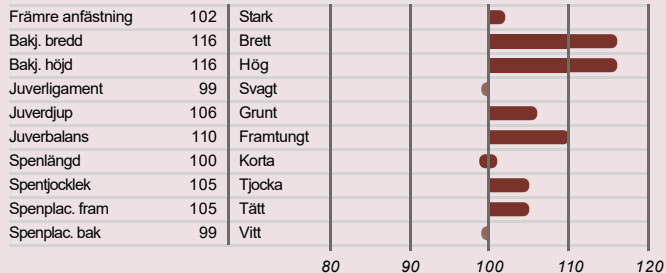 Främre anfästning 102 Stark
Bakj. bredd 116 Brett
Bakj. höjd 116 Hög
Juverligament 99 Svagt
Juverdjup 106 Grunt
Juverbalans 110 Framtungt
Spenlängd 100 Korta
Spentjocklek 105 Tjocka
Spenplac. fram 105 Tätt
Spenplac. bak 99 Vitt
80 90 100 110 120